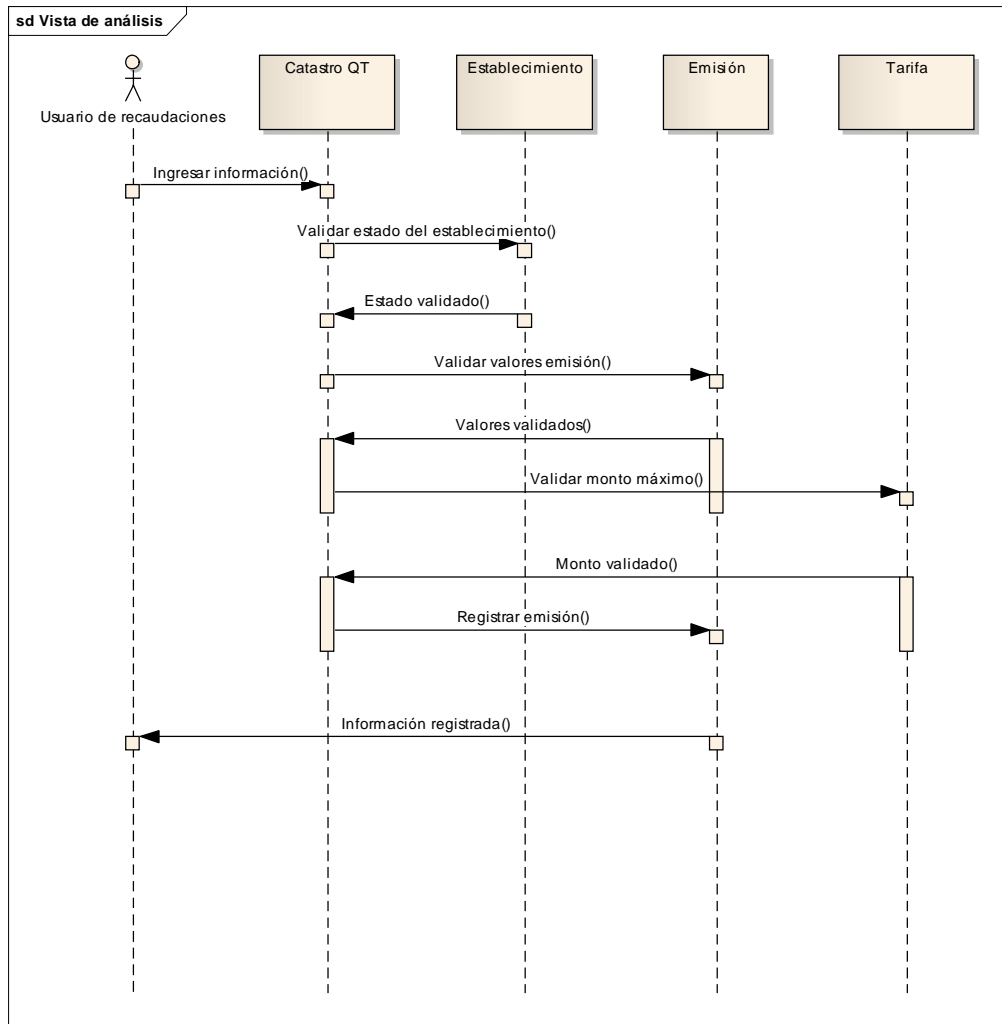 sd Vista de análisis
Usuario de recaudaciones
Catastro QT
Establecimiento
Emisión
Tarifa
Ingresar información()
Validar estado del establecimiento()
Estado validado()
Validar valores emisión()
Valores validados()
Validar monto máximo()
Monto validado()
Registrar emisión()
Información registrada()